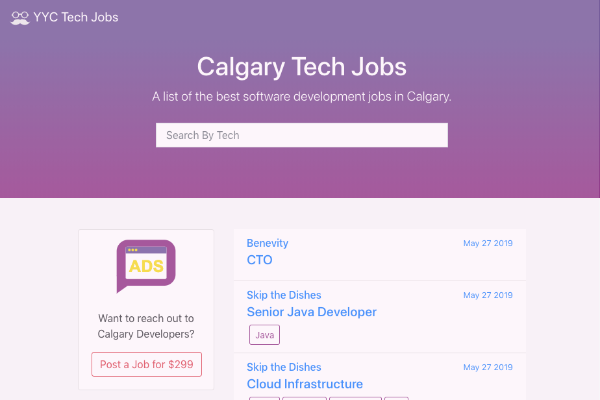 YYC Tech Jobs
Calgary Tech Jobs
A list of the best software development jobs in Calgary.
Search By Tech
ADS
Want to reach out to
Calgary Developers?
Post a Job for $299
Benevity
May 27 2019
CTO
Skip the Dishes
May 27 2019
Senior Java Developer
Java
Skip the Dishes
May 27 2019
Cloud Infrastructure